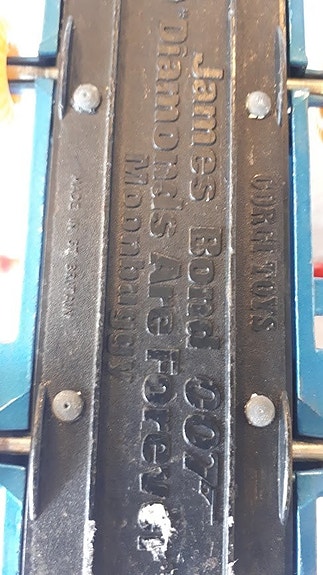 CORGI TOYS
James Bond 007
"Diamonds Are Forever"
Moonbuggy
MADE IN GT. BRITAIN